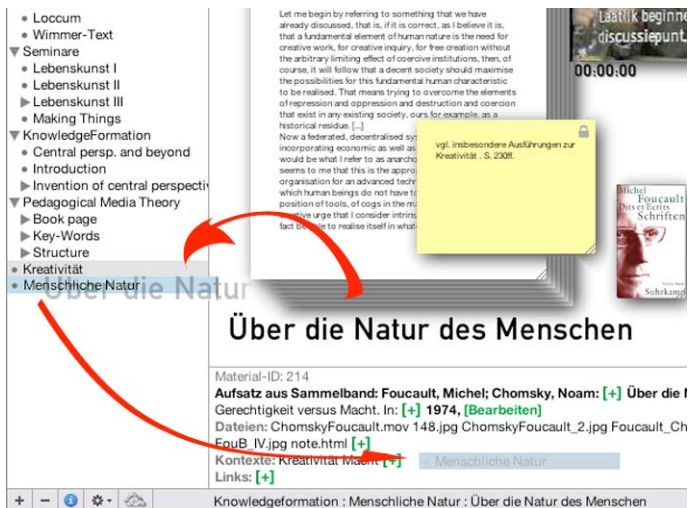 Loccum
Wimmer-Text
Seminare
Lebenskunst I
Lebenskunst II
Lebenskunst III
Making Things
KnowledgeFormation
Central persp. and beyond
Introduction
Invention of central perspectiv
Pedagogical Media Theory
Book page
Key-Words
Structure
Kreativität
Menschliche Natur
Über die Natur
Let me begin by referring to something that we have
already discussed, that is, if it is correct, as I believe it is,
that a fundamental element of human nature is the need for
creative work, for creative inquiry, for free creation without
the arbitrary limiting effect of coercive institutions, then, of
course, it will follow that a decent society should maximise
the possibilities for this fundamental human characteristic
to be realised. That means trying to overcome the elements
of repression and oppression and destruction and coercion
that exist in any existing society, ours for example, as a
historical residue. [...]
Now a federated, decentralised sys
incorporating economic as well as
would be what I refer to as anarcho
seems to me that this is the appro
organisation for an advanced techn
which human beings do not have to
position of tools, of cogs in the m
creative urge that I consider intrins
fact be able to realise itself in what
vgl. insbesondere Ausführungen zur
Kreativität . S. 230ff.
Laat ik beginne
discussiepunt.
00:00:00
Michel
Foucault
Dits et Ecrits
Schriften
Suhrkamp
Über die Natur des Menschen
Material-ID: 214
Aufsatz aus Sammelband: Foucault, Michel; Chomsky, Noam: [+] Über die N
Gerechtigkeit versus Macht. In: [+] 1974, [Bearbeiten]
Dateien: ChomskyFoucault.mov 148.jpg ChomskyFoucault_2.jpg Foucault_Ch
FouB_IV.jpg note.html [+]
Kontexte: Kreativität Macht [+] Menschliche Natur
Links: [+]
Knowledgeformation : Menschliche Natur : Über die Natur des Menschen